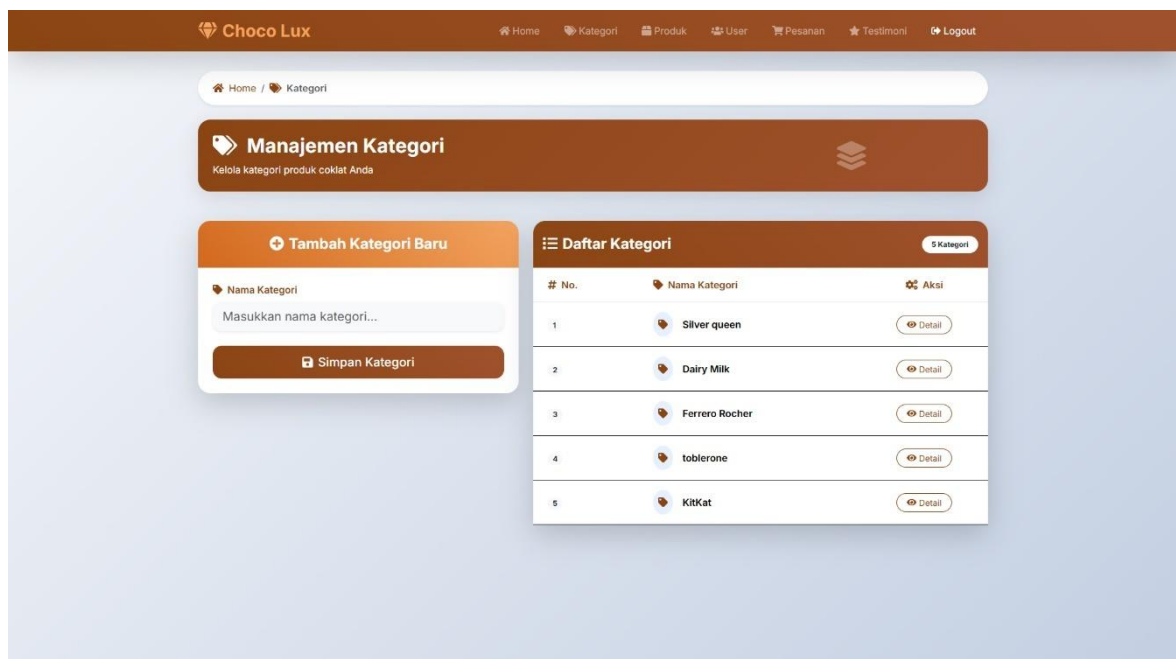 Choco Lux
Home Kategori Produk User Pesanan Testimoni Logout
Home / Kategori
Manajemen Kategori
Kelola kategori produk coklat Anda
Tambah Kategori Baru
Nama Kategori
Masukkan nama kategori...
Simpan Kategori
Daftar Kategori 5 Kategori
# No. Nama Kategori Aksi
1 Silver queen Detail
2 Dairy Milk Detail
3 Ferrero Rocher Detail
4 toblerone Detail
5 KitKat Detail